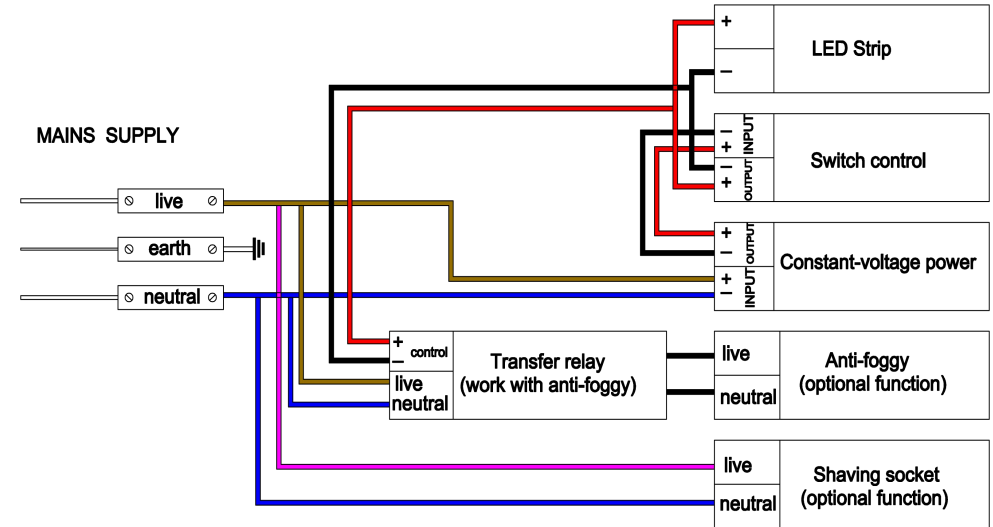 MAINS SUPPLY
live
earth
neutral
+
−
LED Strip
−
+
INPUT
−
+
OUTPUT
Switch control
+
−
OUTPUT
+
−
INPUT
Constant-voltage power
+
−
control
live
neutral
Transfer relay
(work with anti-foggy)
live
neutral
Anti-foggy
(optional function)
live
neutral
Shaving socket
(optional function)